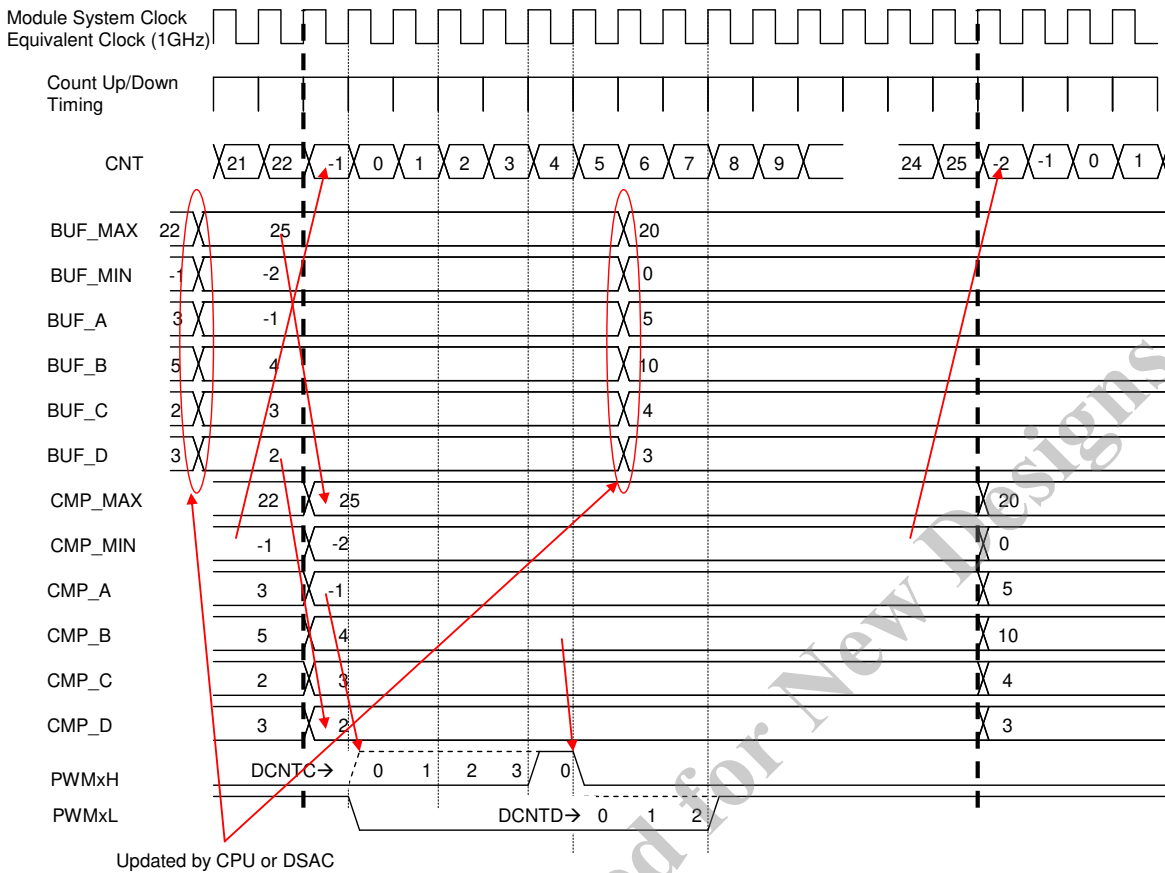 Module System Clock
Equivalent Clock (1GHz)
Count Up/Down
Timing
CNT 21 22 -1 0 1 2 3 4 5 6 7 8 9 24 25 -2 -1 0 1
BUF_MAX 22 25 20
BUF_MIN -1 -2 0
BUF_A 3 -1 5
BUF_B 5 4 10
BUF_C 2 3 4
BUF_D 3 2 3
CMP_MAX 22 25 20
CMP_MIN -1 -2 0
CMP_A 3 -1 5
CMP_B 5 4 10
CMP_C 2 3 4
CMP_D 3 2 3
PWMxH DCNTC→ 0 1 2 3 0
PWMxL DCNTD→ 0 1 2
Updated by CPU or DSAC
ed for New Designs